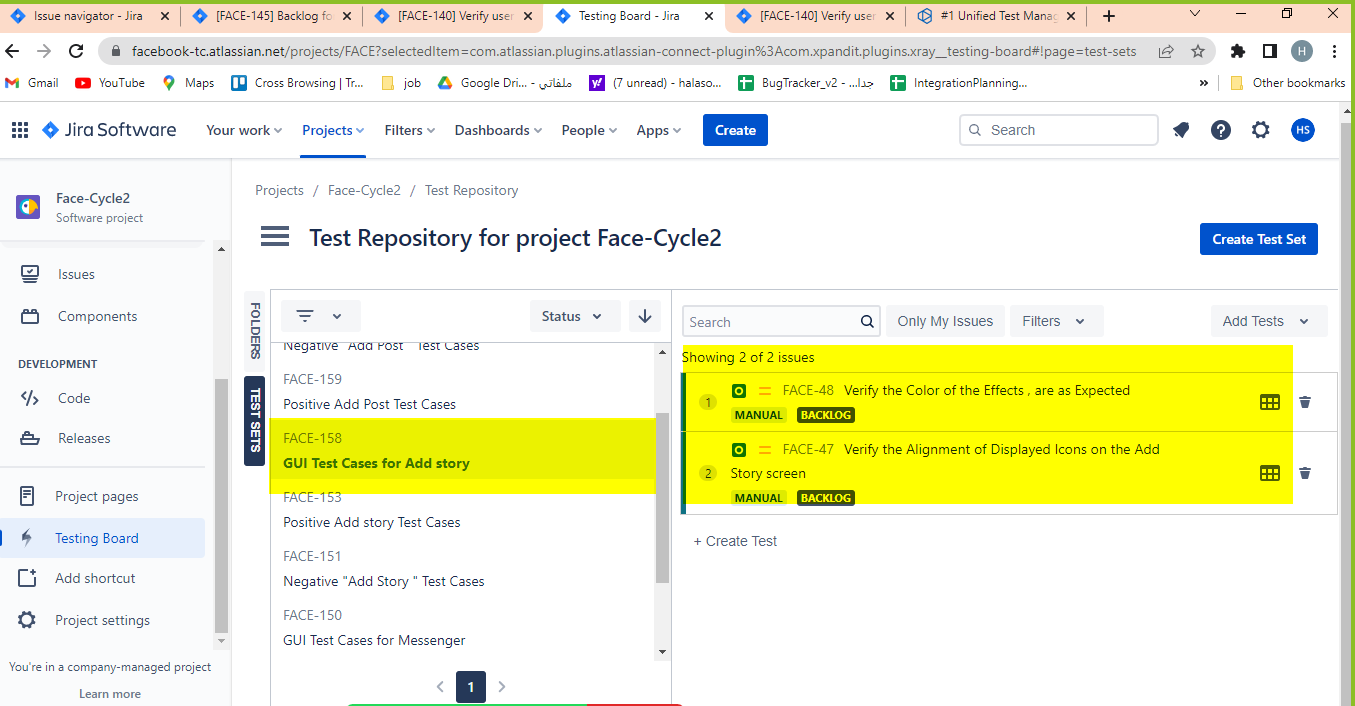 Issue navigator - Jira
[FACE-145] Backlog fo
[FACE-140] Verify user
Testing Board - Jira
[FACE-140] Verify user
#1 Unified Test Manag
facebook-tc.atlassian.net/projects/FACE?selectedItem=com.atlassian.plugins.atlassian-connect-plugin%3Acom.xpandit.plugins.xray__testing-board#!page=test-sets
H
Gmail
YouTube
Maps
Cross Browsing | Tr...
job
Google Dri... - ملفاتي
(7 unread) - halaso...
BugTracker_v2 - ...جدا
IntegrationPlanning...
»
Other bookmarks
Jira Software
Your work
Projects
Filters
Dashboards
People
Apps
Create
Search
HS
Face-Cycle2
Software project
Issues
Components
DEVELOPMENT
Code
Releases
Project pages
Testing Board
Add shortcut
Project settings
You're in a company-managed project
Learn more
Projects / Face-Cycle2 / Test Repository
Test Repository for project Face-Cycle2
Create Test Set
FOLDERS
TEST SETS
Status
Negative "Add Post " Test Cases
FACE-159
Positive Add Post Test Cases
FACE-158
GUI Test Cases for Add story
FACE-153
Positive Add story Test Cases
FACE-151
Negative "Add Story " Test Cases
FACE-150
GUI Test Cases for Messenger
1
Search
Only My Issues
Filters
Add Tests
Showing 2 of 2 issues
1
FACE-48 Verify the Color of the Effects , are as Expected
MANUAL BACKLOG
2
FACE-47 Verify the Alignment of Displayed Icons on the Add
Story screen
MANUAL BACKLOG
+ Create Test